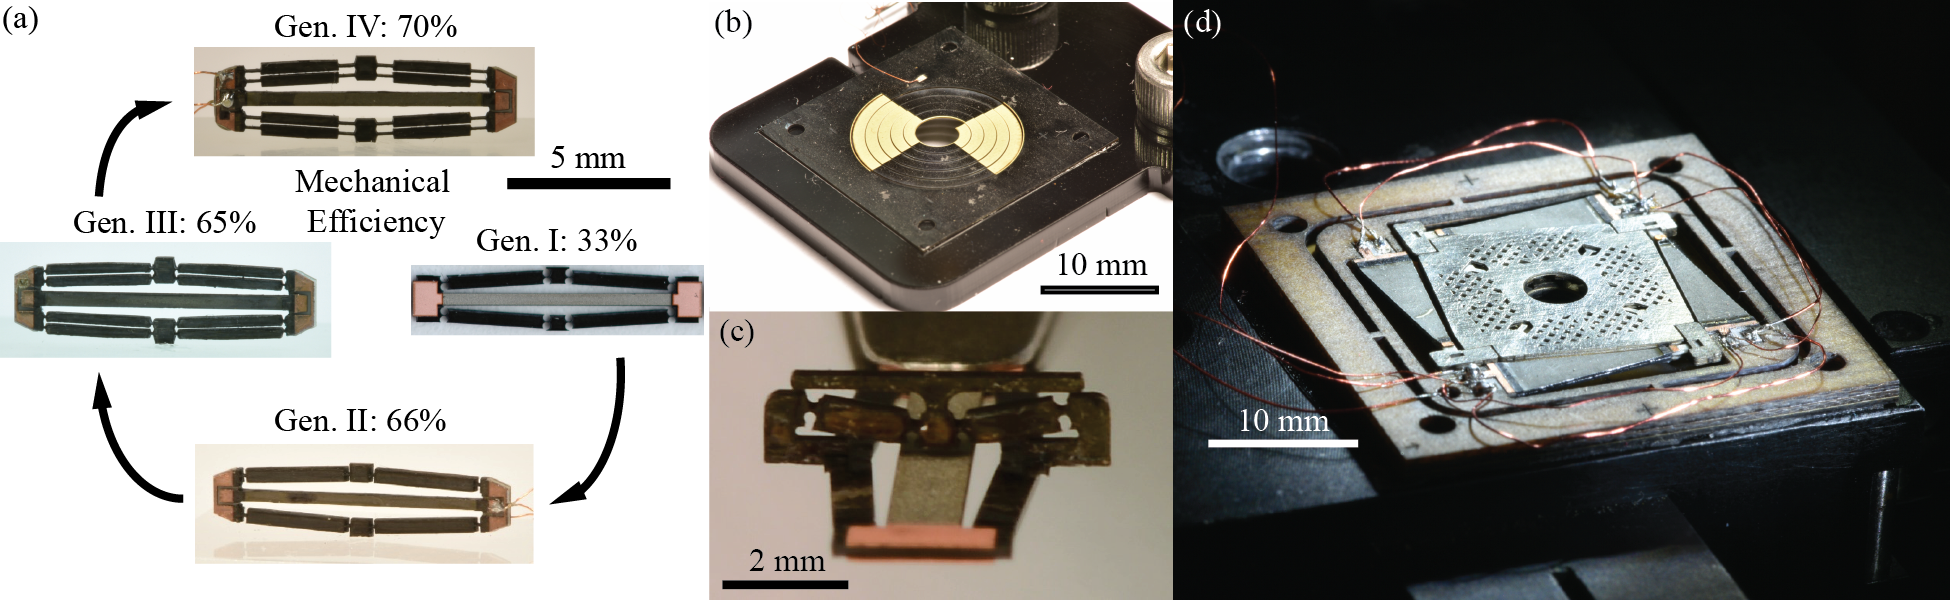 (a)
Gen. IV: 70%
5 mm
Mechanical
Efficiency
Gen. III: 65%
Gen. I: 33%
Gen. II: 66%
(b)
10 mm
(c)
2 mm
(d)
10 mm